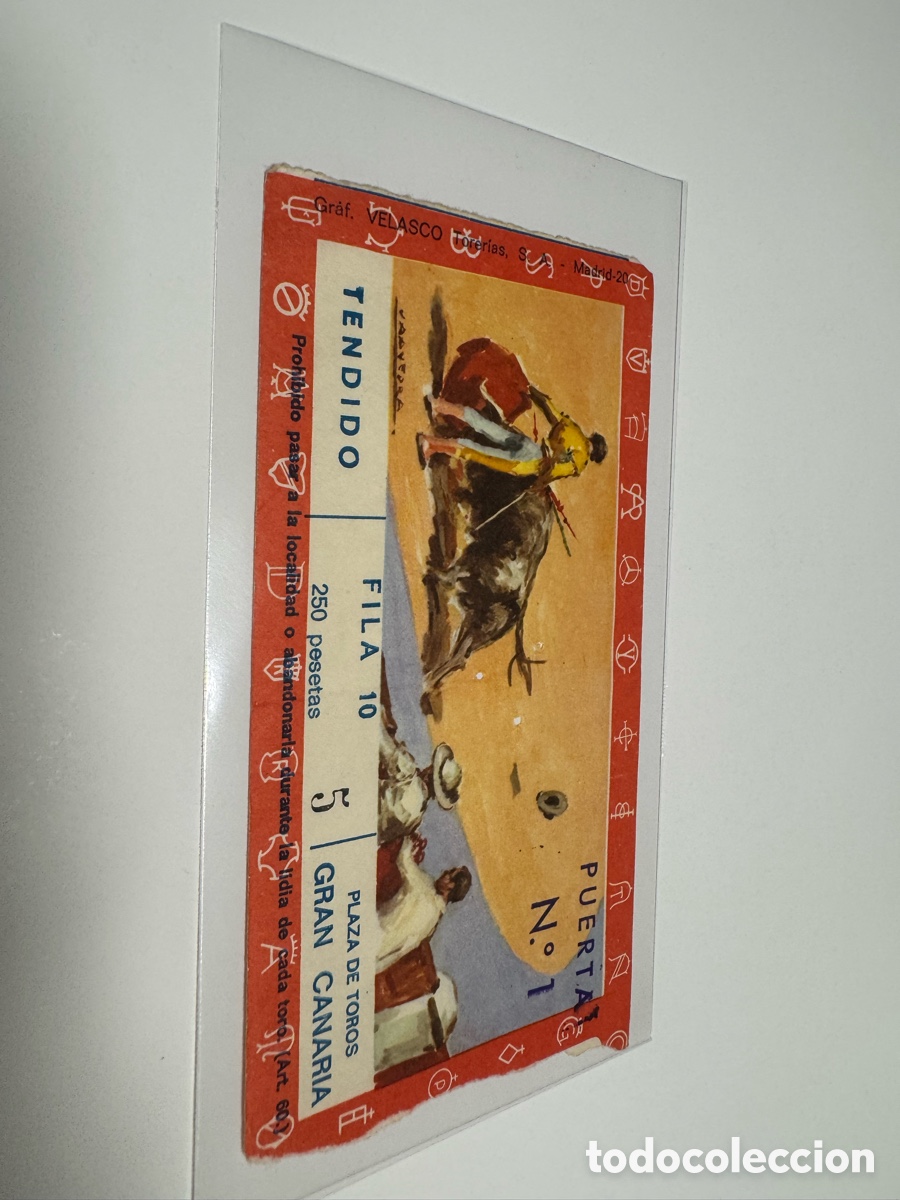 PUERTA
N.º 1
SAAVEDRA
TENDIDO
FILA 10
250 pesetas
5
PLAZA DE TOROS
GRAN CANARIA
Prohibido pasar a la localidad o abandonarla durante la lidia de cada toro. (Art. 60.)
Gráf. VELASCO Torerías, S. A. - Madrid-20
todocoleccion